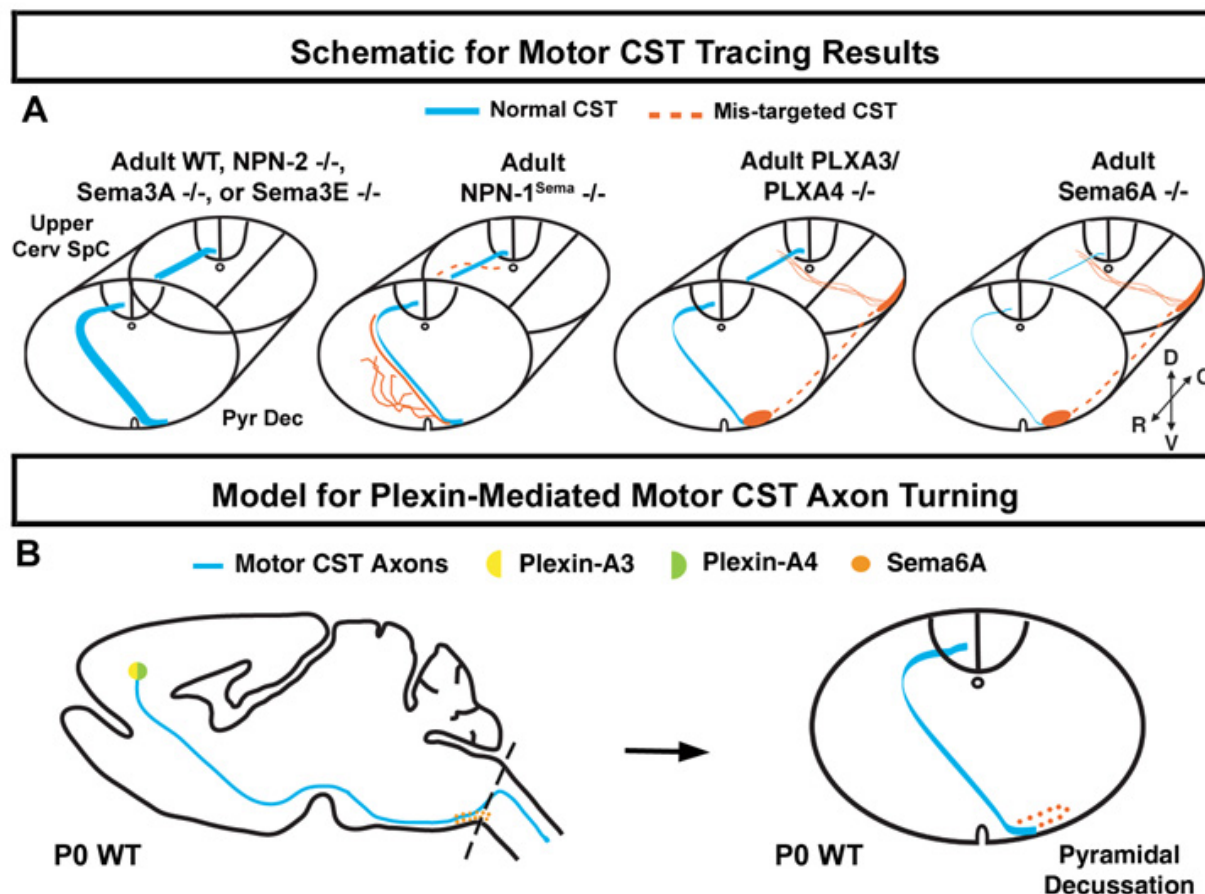 Schematic for Motor CST Tracing Results
A
Normal CST
Mis-targeted CST
Adult WT, NPN-2 -/-,
Sema3A -/-, or Sema3E -/-
Adult
NPN-1Sema -/-
Adult PLXA3/
PLXA4 -/-
Adult
Sema6A -/-
Upper
Cerv SpC
Pyr Dec
D
C
R
V
Model for Plexin-Mediated Motor CST Axon Turning
B
Motor CST Axons
Plexin-A3
Plexin-A4
Sema6A
P0 WT
P0 WT
Pyramidal
Decussation